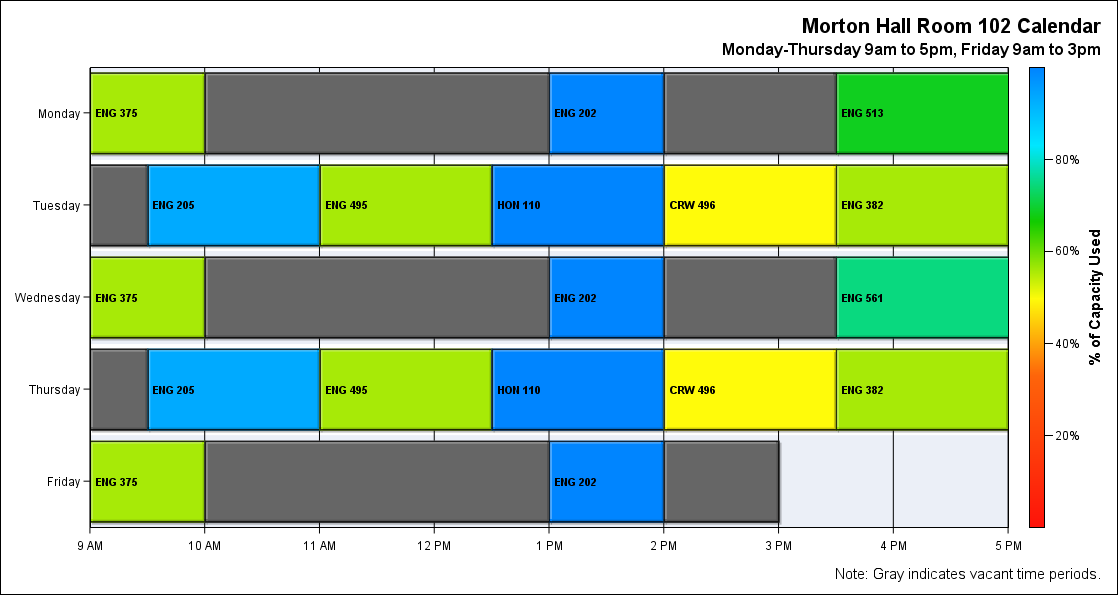 Morton Hall Room 102 Calendar
Monday-Thursday 9am to 5pm, Friday 9am to 3pm
Monday
ENG 375
ENG 202
ENG 513
Tuesday
ENG 205
ENG 495
HON 110
CRW 496
ENG 382
Wednesday
ENG 375
ENG 202
ENG 561
Thursday
ENG 205
ENG 495
HON 110
CRW 496
ENG 382
Friday
ENG 375
ENG 202
9 AM 10 AM 11 AM 12 PM 1 PM 2 PM 3 PM 4 PM 5 PM
80%
60%
40%
20%
% of Capacity Used
Note: Gray indicates vacant time periods.